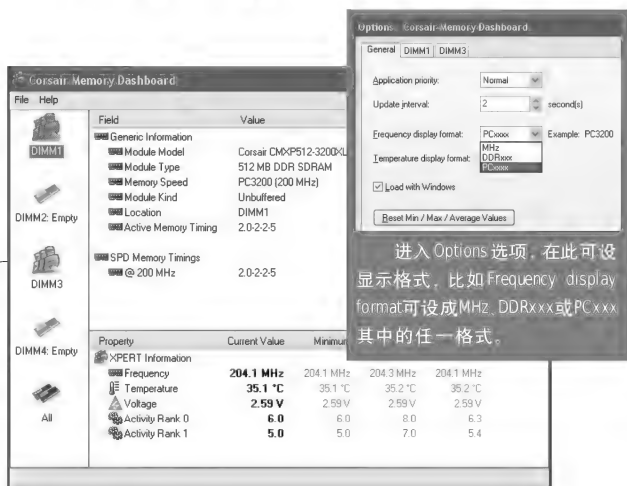 Options - Corsair Memory Dashboard
General DIMM1 DIMM3
Application priority: Normal
Update interval: 2 second(s)
Frequency display format: PCxxxx Example: PC3200
MHz
DDRxxx
Temperature display format: PCxxxx
Load with Windows
Reset Min / Max / Average Values
进入Options选项，在此可设
显示格式，比如Frequency display
format可设成MHz、DDRxxx或PCxxx
其中的任一格式。
Corsair Memory Dashboard
File Help
DIMM1
DIMM2: Empty
DIMM3
DIMM4: Empty
All
Field Value
Generic Information
Module Model Corsair CMXP512-3200XL
Module Type 512 MB DDR SDRAM
Memory Speed PC3200 (200 MHz)
Module Kind Unbuffered
Location DIMM1
Active Memory Timing 2.0-2-2-5
SPD Memory Timings
@ 200 MHz 2.0-2-2-5
Property Current Value Minimum
XPERT Information
Frequency 204.1 MHz 204.1 MHz 204.3 MHz 204.1 MHz
Temperature 35.1 °C 35.1 °C 35.2 °C 35.2 °C
Voltage 2.59 V 2.59 V 2.59 V 2.59 V
Activity Rank 0 6.0 6.0 8.0 6.3
Activity Rank 1 5.0 5.0 7.0 5.4